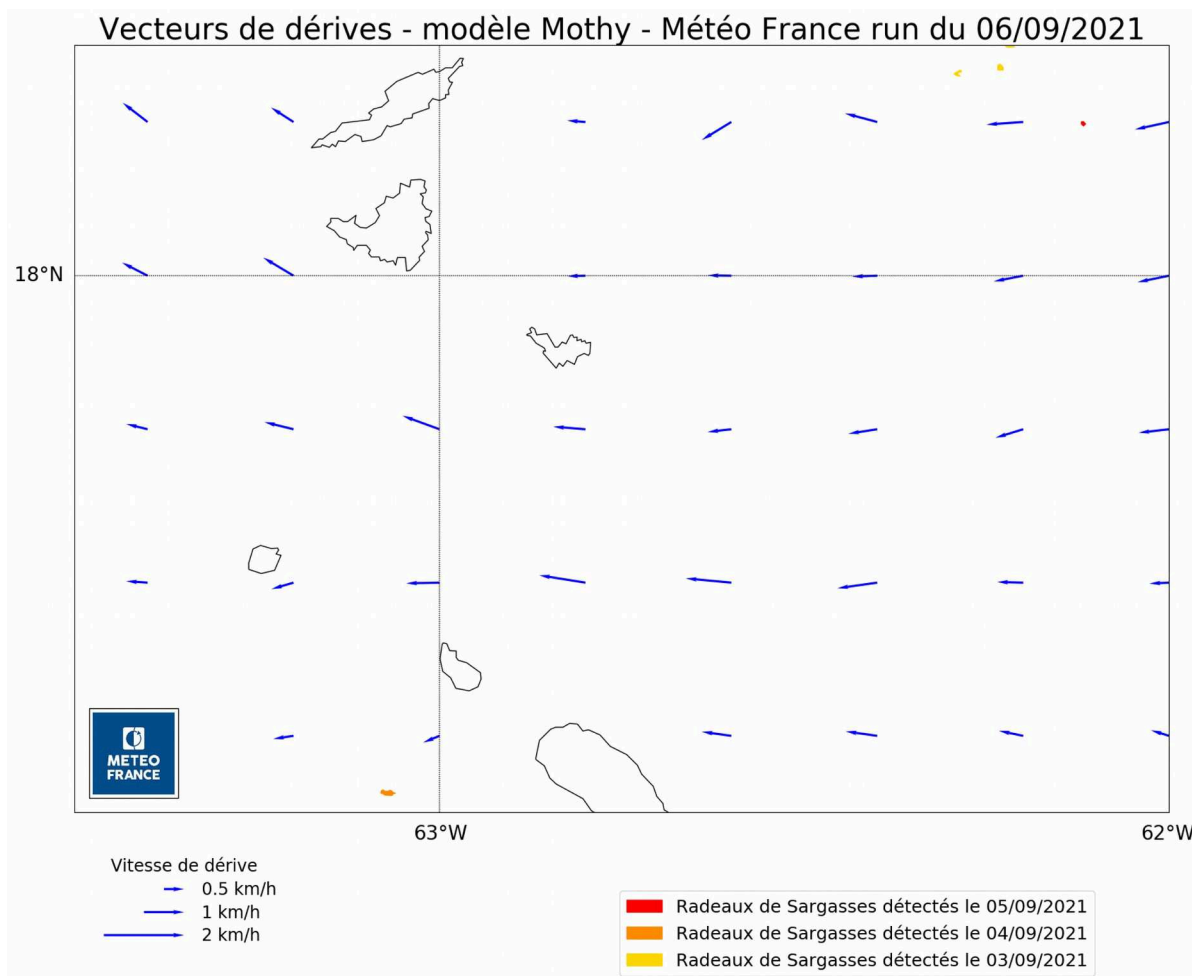 Vecteurs de dérives - modèle Mothy - Météo France run du 06/09/2021
18°N
METEO
FRANCE
63°W
62°W
Vitesse de dérive
0.5 km/h
1 km/h
2 km/h
Radeaux de Sargasses détectés le 05/09/2021
Radeaux de Sargasses détectés le 04/09/2021
Radeaux de Sargasses détectés le 03/09/2021